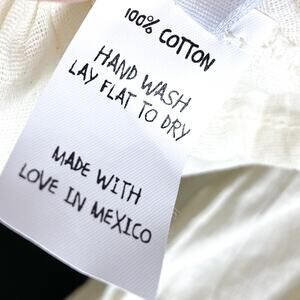 100% COTTON
HAND WASH
LAY FLAT TO DRY
MADE WITH
LOVE IN MEXICO